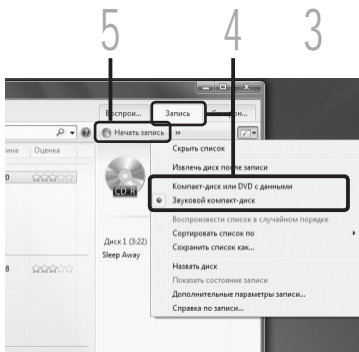 5 4 3
Воспрои... Запись
Начать запись »
Оценка
Скрыть список
Извлечь диск после записи
Компакт-диск или DVD с данными
Звуковой компакт-диск
Воспроизвести список в случайном порядке
Сортировать список по
Сохранить список как...
Назвать диск
Показать состояние записи
Дополнительные параметры записи...
Справка по записи...
0
CD R
Диск 1 (3:22)
Sleep Away
8